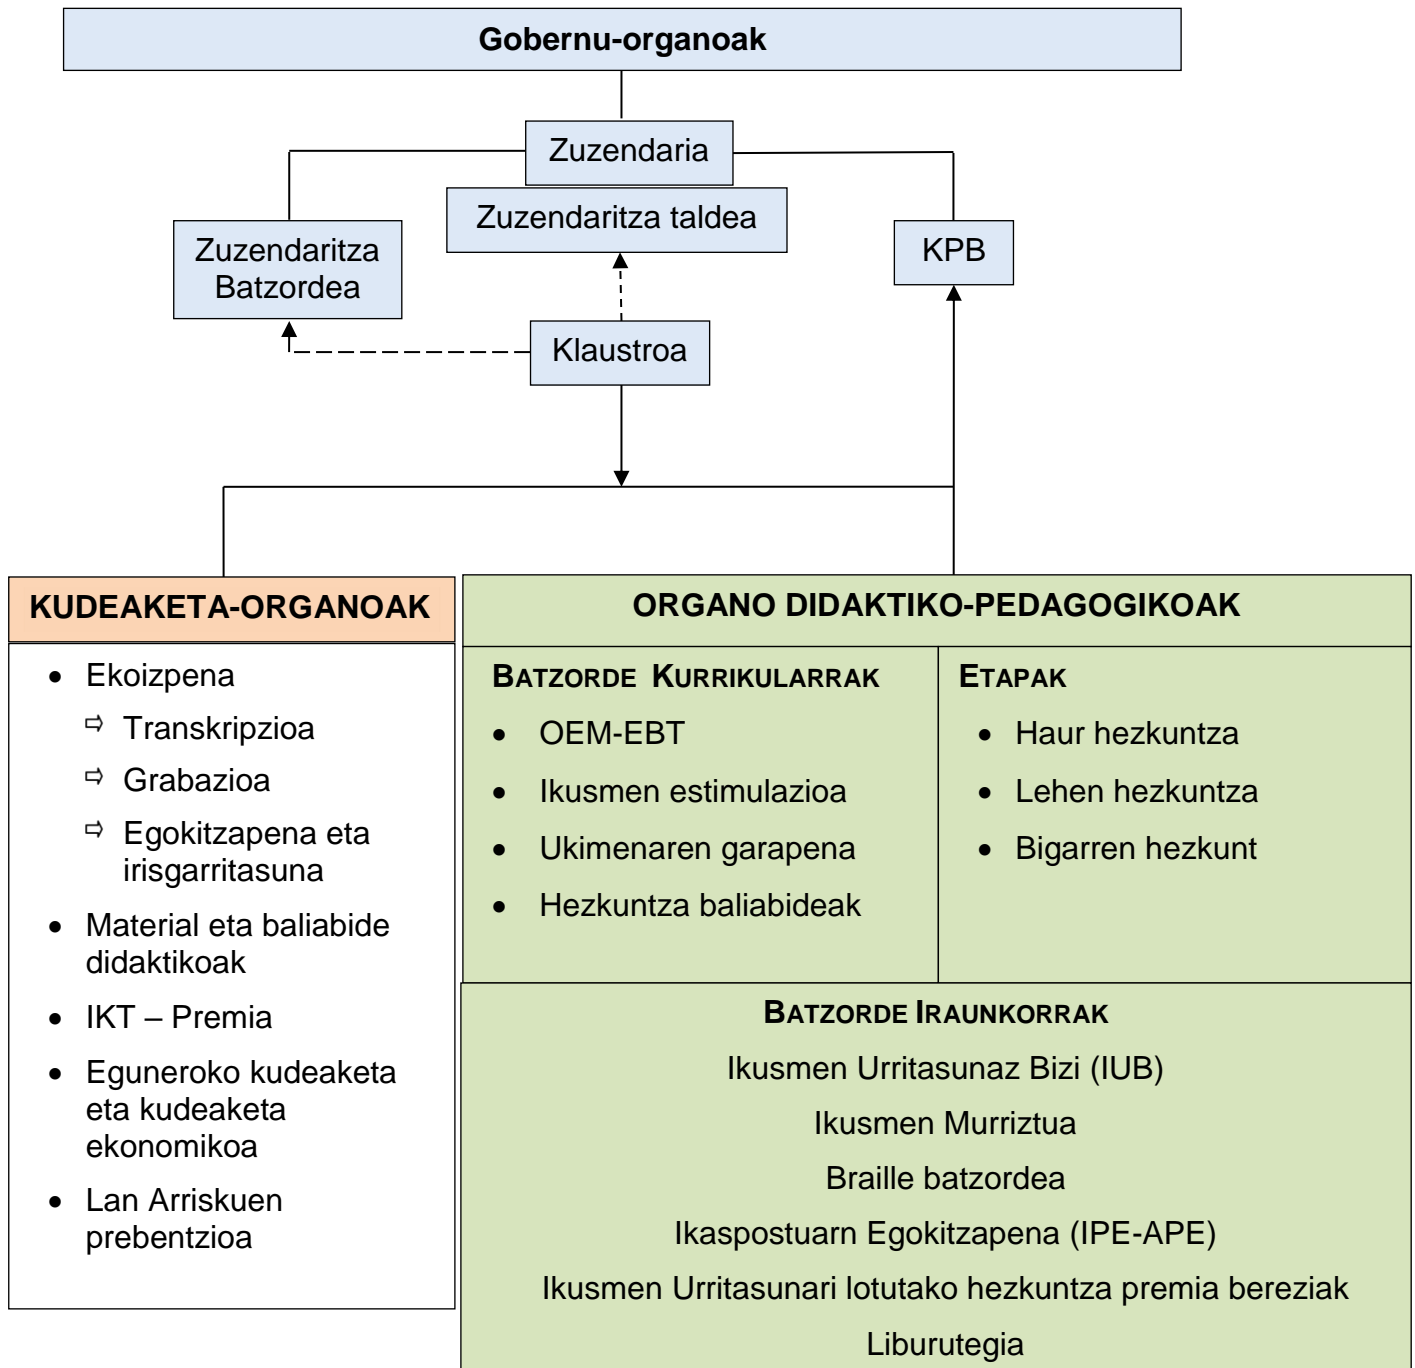 Gobernu-organoak
Zuzendaria
Zuzendaritza taldea
Zuzendaritza
Batzordea
KPB
Klaustroa
KUDEAKETA-ORGANOAK
• Ekoizpena
⇨ Transkripzioa
⇨ Grabazioa
⇨ Egokitzapena eta
irisgarritasuna
• Material eta baliabide
didaktikoak
• IKT – Premia
• Eguneroko kudeaketa
eta kudeaketa
ekonomikoa
• Lan Arriskuen
prebentzioa
ORGANO DIDAKTIKO-PEDAGOGIKOAK
BATZORDE KURRIKULARRAK
• OEM-EBT
• Ikusmen estimulazioa
• Ukimenaren garapena
• Hezkuntza baliabideak
ETAPAK
• Haur hezkuntza
• Lehen hezkuntza
• Bigarren hezkunt
BATZORDE IRAUNKORRAK
Ikusmen Urritasunaz Bizi (IUB)
Ikusmen Murriztua
Braille batzordea
Ikaspostuarn Egokitzapena (IPE-APE)
Ikusmen Urritasunari lotutako hezkuntza premia bereziak
Liburutegia